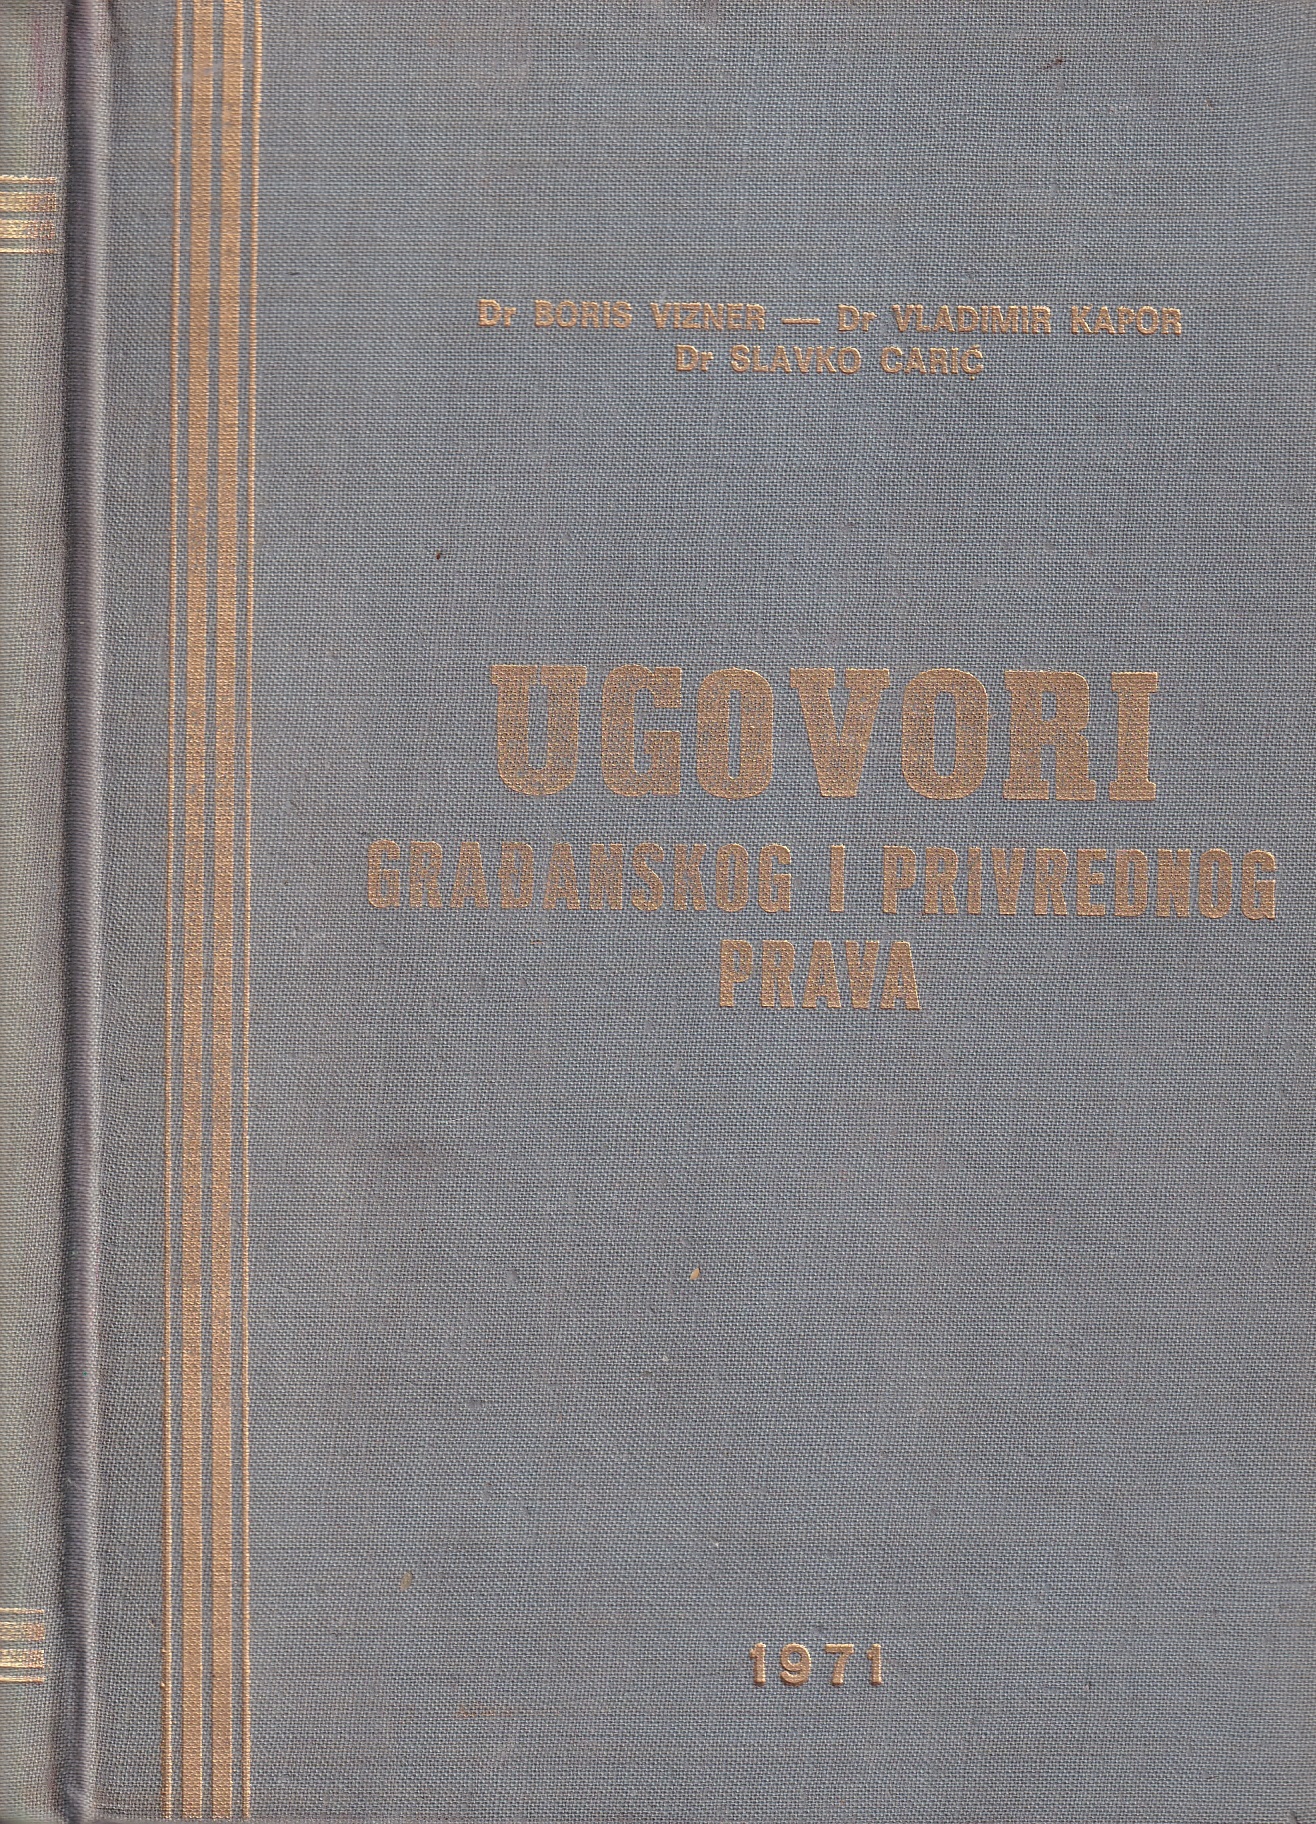 Dr BORIS VIZNER — Dr VLADIMIR KAPOR
Dr SLAVKO CARIĆ
UGOVORI
GRAĐANSKOG I PRIVREDNOG
PRAVA
1971